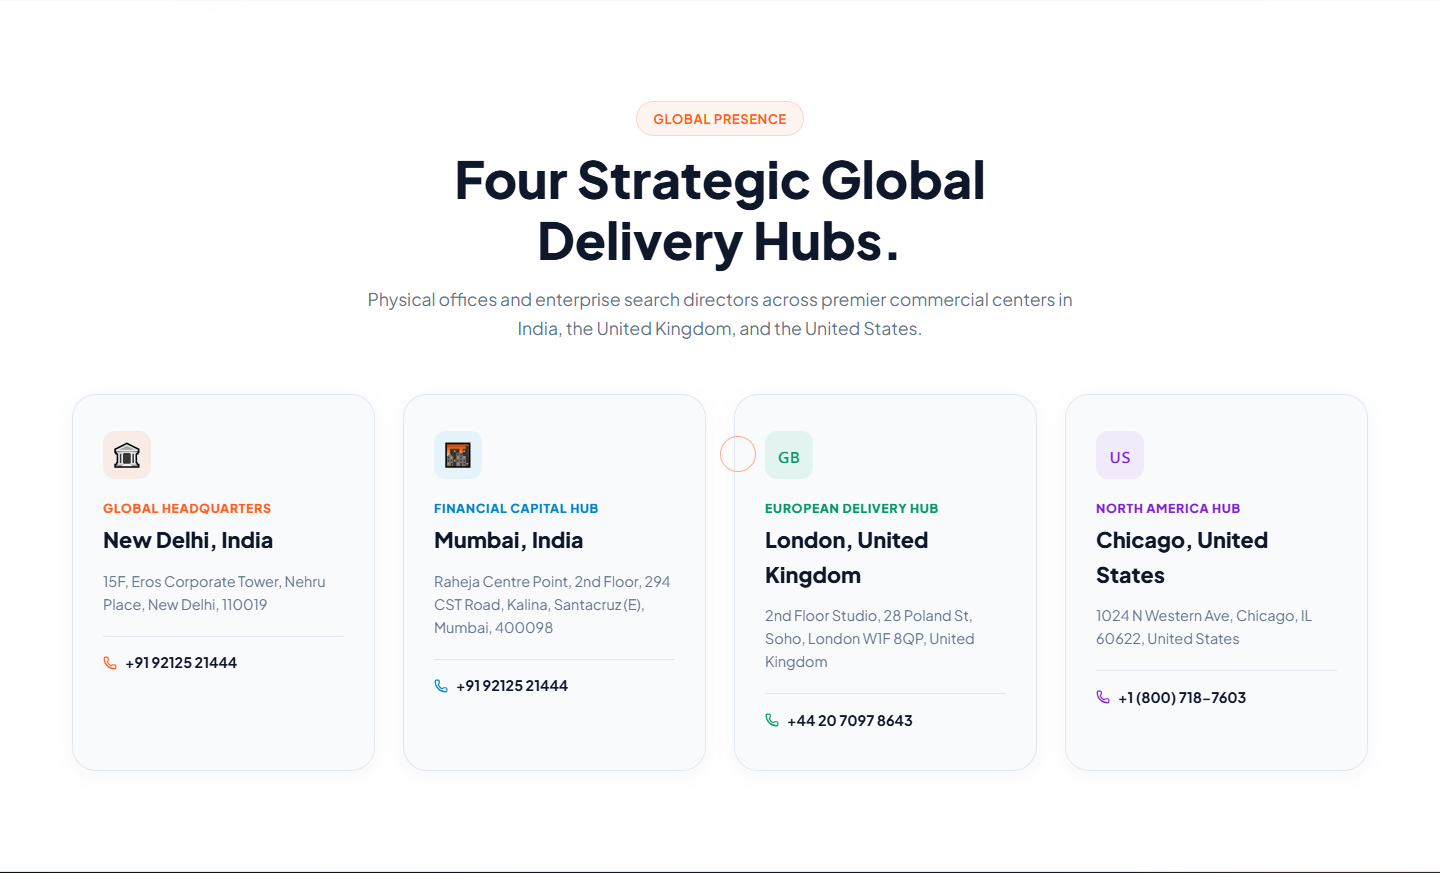 GLOBAL PRESENCE
Four Strategic Global
Delivery Hubs.
Physical offices and enterprise search directors across premier commercial centers in
India, the United Kingdom, and the United States.
GLOBAL HEADQUARTERS
New Delhi, India
15F, Eros Corporate Tower, Nehru
Place, New Delhi, 110019
+91 92125 21444
FINANCIAL CAPITAL HUB
Mumbai, India
Raheja Centre Point, 2nd Floor, 294
CST Road, Kalina, Santacruz (E),
Mumbai, 400098
+91 92125 21444
GB
EUROPEAN DELIVERY HUB
London, United
Kingdom
2nd Floor Studio, 28 Poland St,
Soho, London W1F 8QP, United
Kingdom
+44 20 7097 8643
US
NORTH AMERICA HUB
Chicago, United
States
1024 N Western Ave, Chicago, IL
60622, United States
+1 (800) 718-7603